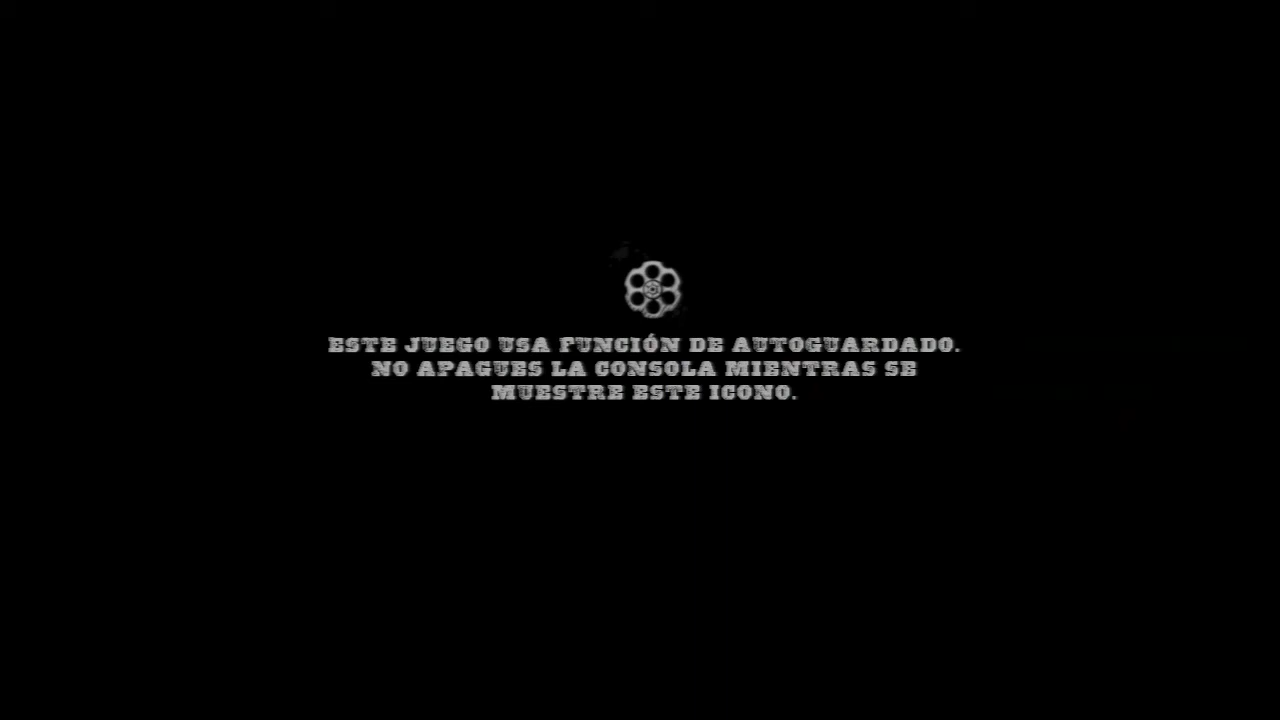 ESTE JUEGO USA FUNCIÓN DE AUTOGUARDADO.
NO APAGUES LA CONSOLA MIENTRAS SE
MUESTRE ESTE ICONO.